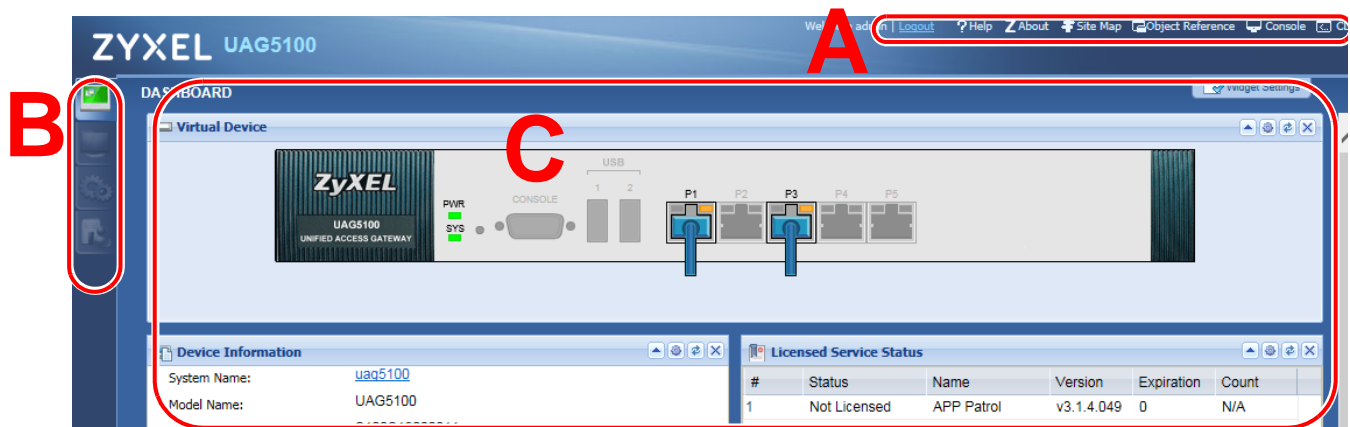 A
Logout ? Help Z About Site Map Object Reference Console
ZYXEL UAG5100
B
DASHBOARD
Widget Settings
Virtual Device
C
ZyXEL
UAG5100
UNIFIED ACCESS GATEWAY
PWR
SYS
CONSOLE
USB
1 2
P1 P2 P3 P4 P5
Device Information
Licensed Service Status
System Name: uag5100
Model Name: UAG5100
# Status Name Version Expiration Count
1 Not Licensed APP Patrol v3.1.4.049 0 N/A